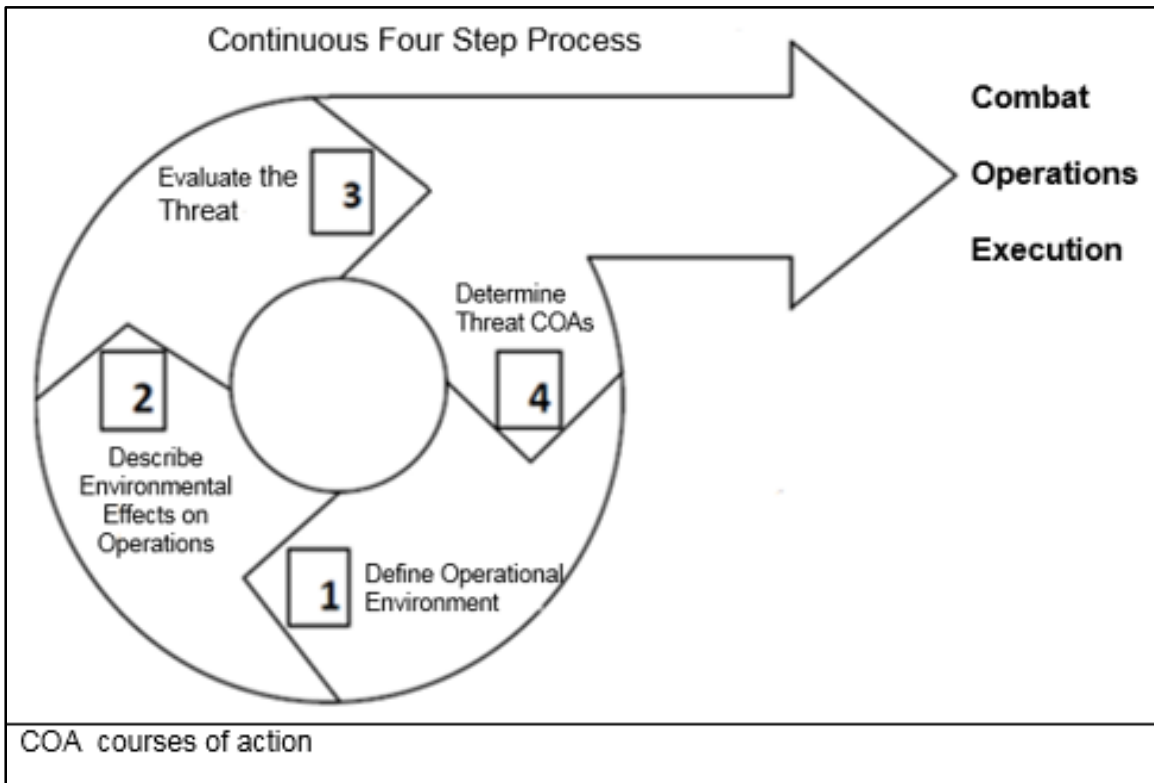 Continuous Four Step Process
Combat
Operations
Execution
Evaluate the
Threat
3
Determine
Threat COAs
4
2
Describe
Environmental
Effects on
Operations
1
Define Operational
Environment
COA courses of action